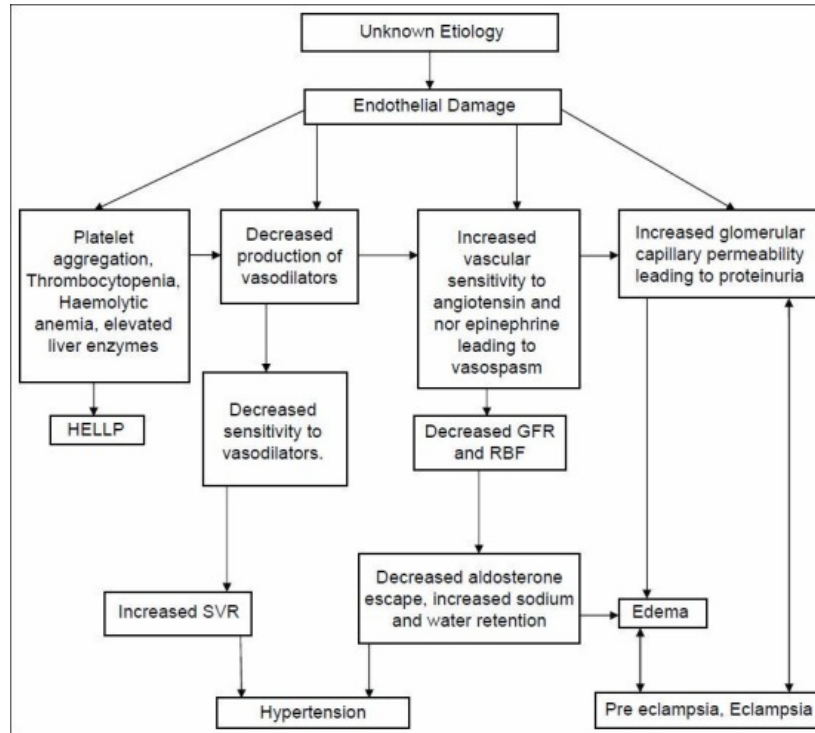 Unknown Etiology
Endothelial Damage
Platelet
aggregation,
Thrombocytopenia,
Haemolytic
anemia, elevated
liver enzymes
Decreased
production of
vasodilators
Increased
vascular
sensitivity to
angiotensin and
nor epinephrine
leading to
vasospasm
Increased glomerular
capillary permeability
leading to proteinuria
HELLP
Decreased
sensitivity to
vasodilators.
Decreased GFR
and RBF
Increased SVR
Decreased aldosterone
escape, increased sodium
and water retention
Edema
Hypertension
Pre eclampsia, Eclampsia